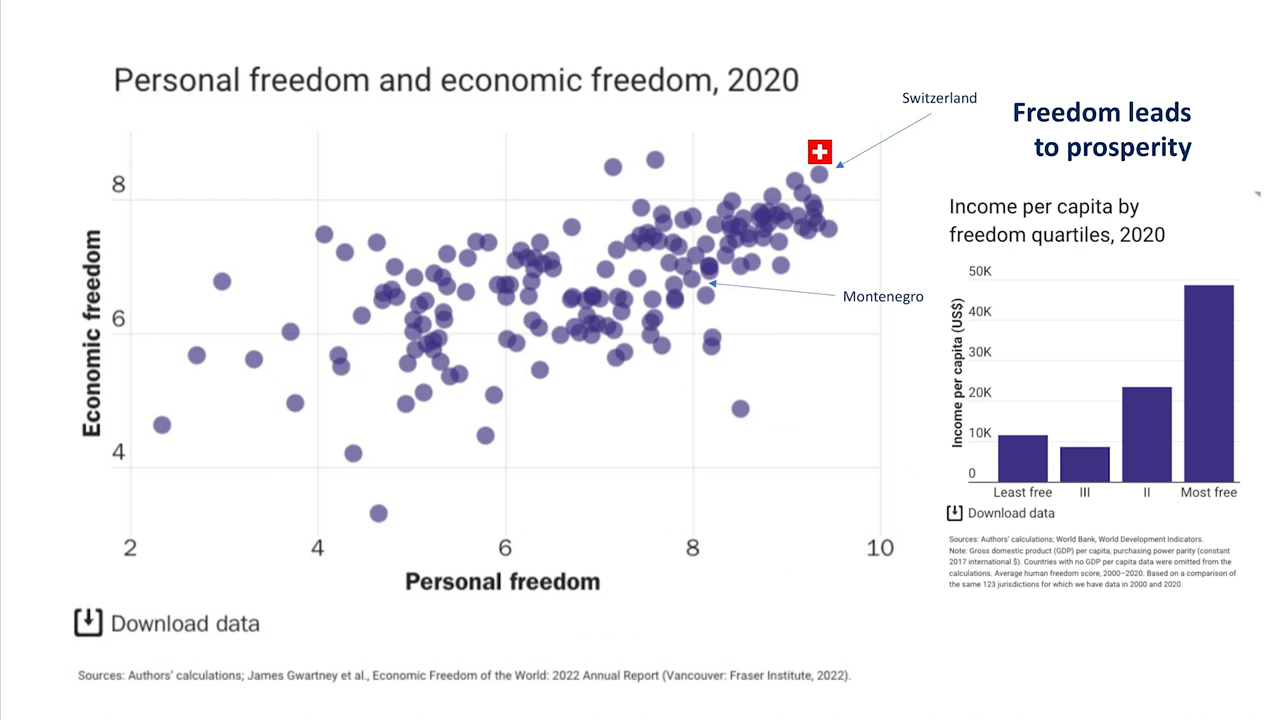 Personal freedom and economic freedom, 2020
Switzerland
Freedom leads
to prosperity
8
6
4
Economic freedom
2
4
6
8
10
Personal freedom
Montenegro
Download data
Sources: Authors' calculations; James Gwartney et al., Economic Freedom of the World: 2022 Annual Report (Vancouver: Fraser Institute, 2022).
Income per capita by
freedom quartiles, 2020
50K
40K
30K
20K
10K
0
Income per capita (US$)
Least free
III
II
Most free
Download data
Sources: Authors' calculations; World Bank, World Development Indicators.
Note: Gross domestic product (GDP) per capita, purchasing power parity (constant
2017 international $). Countries with no GDP per capita data were omitted from the
calculations. Average human freedom score, 2000–2020. Based on a comparison of
the same 123 jurisdictions for which we have data in 2000 and 2020.